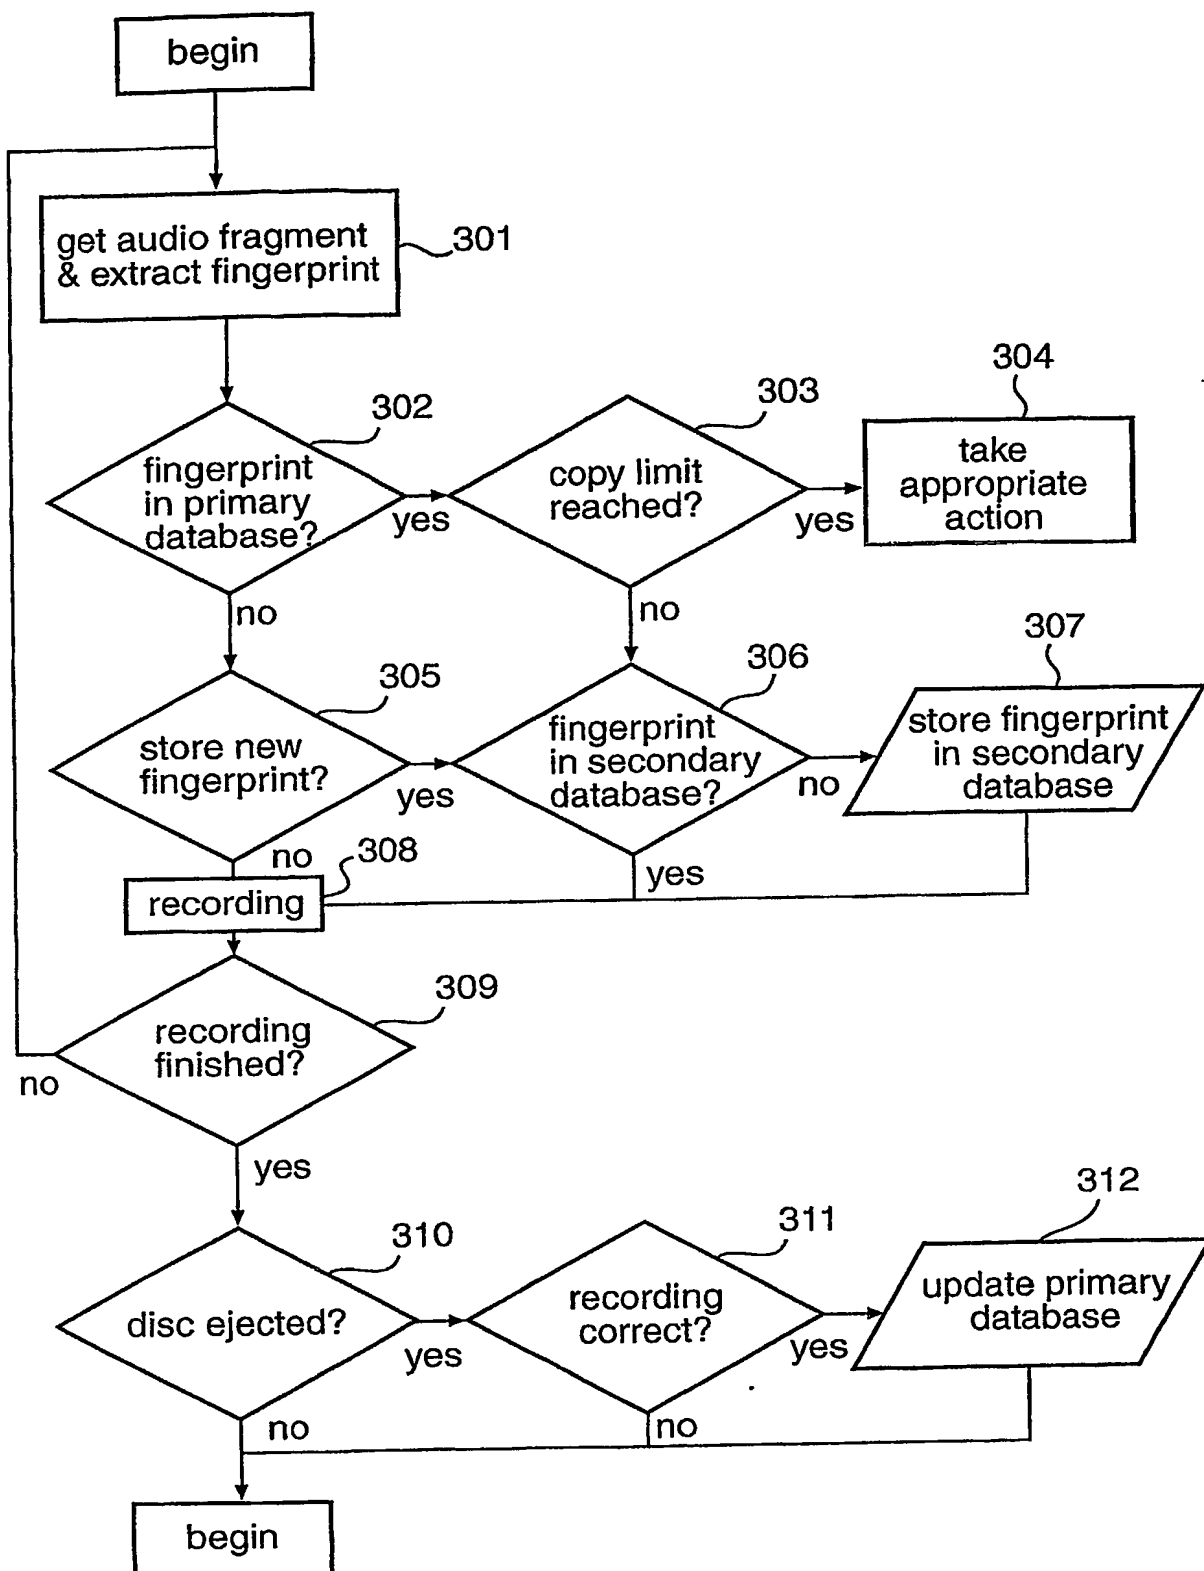 begin
get audio fragment
& extract fingerprint
301
302
fingerprint
in primary
database?
yes
no
303
copy limit
reached?
yes
no
304
take
appropriate
action
305
store new
fingerprint?
yes
no
306
fingerprint
in secondary
database?
no
yes
307
store fingerprint
in secondary
database
308
recording
309
recording
finished?
no
yes
310
disc ejected?
yes
no
311
recording
correct?
yes
no
312
update primary
database
begin